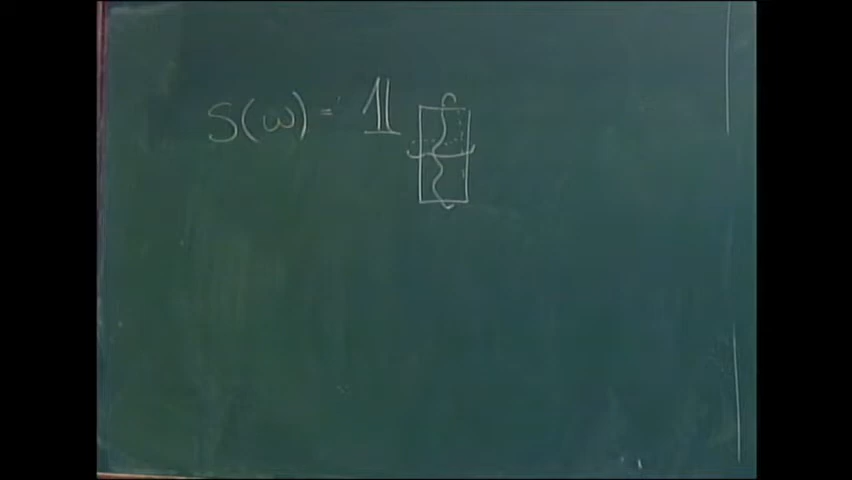 S(ω) = 𝟙